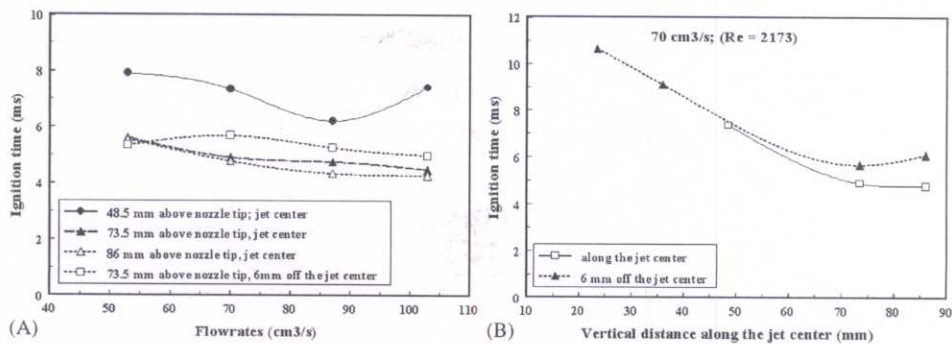 10
8
6
4
2
0
Ignition time (ms)
48.5 mm above nozzle tip; jet center
73.5 mm above nozzle tip, jet center
86 mm above nozzle tip, jet center
73.5 mm above nozzle tip, 6mm off the jet center
40 50 60 70 80 90 100 110
Flowrates (cm3/s)
(A)
12
10
8
6
4
2
0
Ignition time (ms)
70 cm3/s; (Re = 2173)
along the jet center
6 mm off the jet center
10 20 30 40 50 60 70 80 90
Vertical distance along the jet center (mm)
(B)